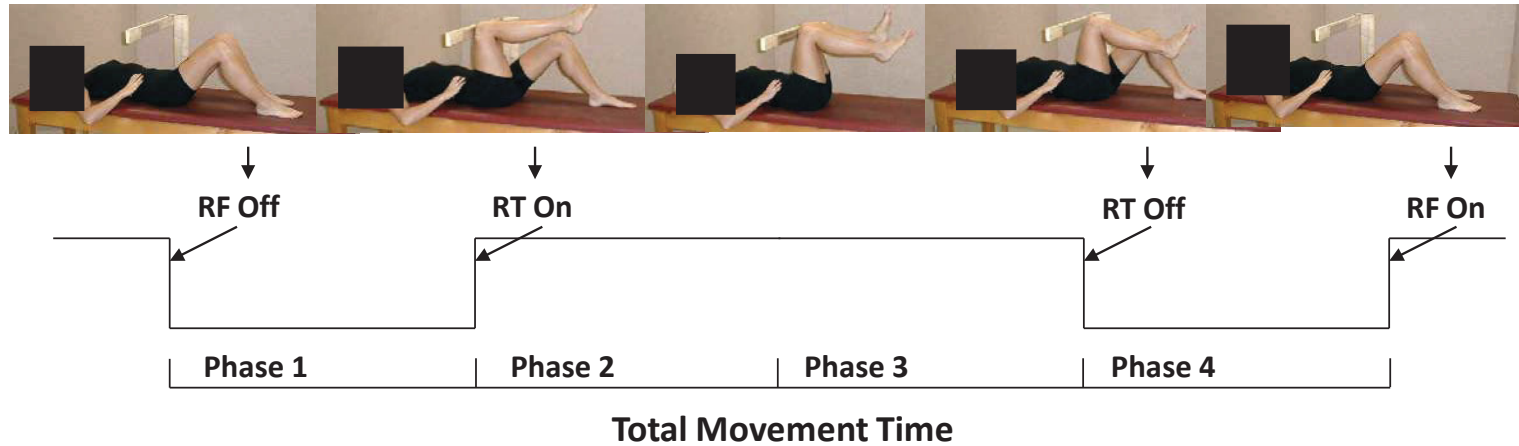 RF Off RT On RT Off RF On
Phase 1 Phase 2 Phase 3 Phase 4
Total Movement Time